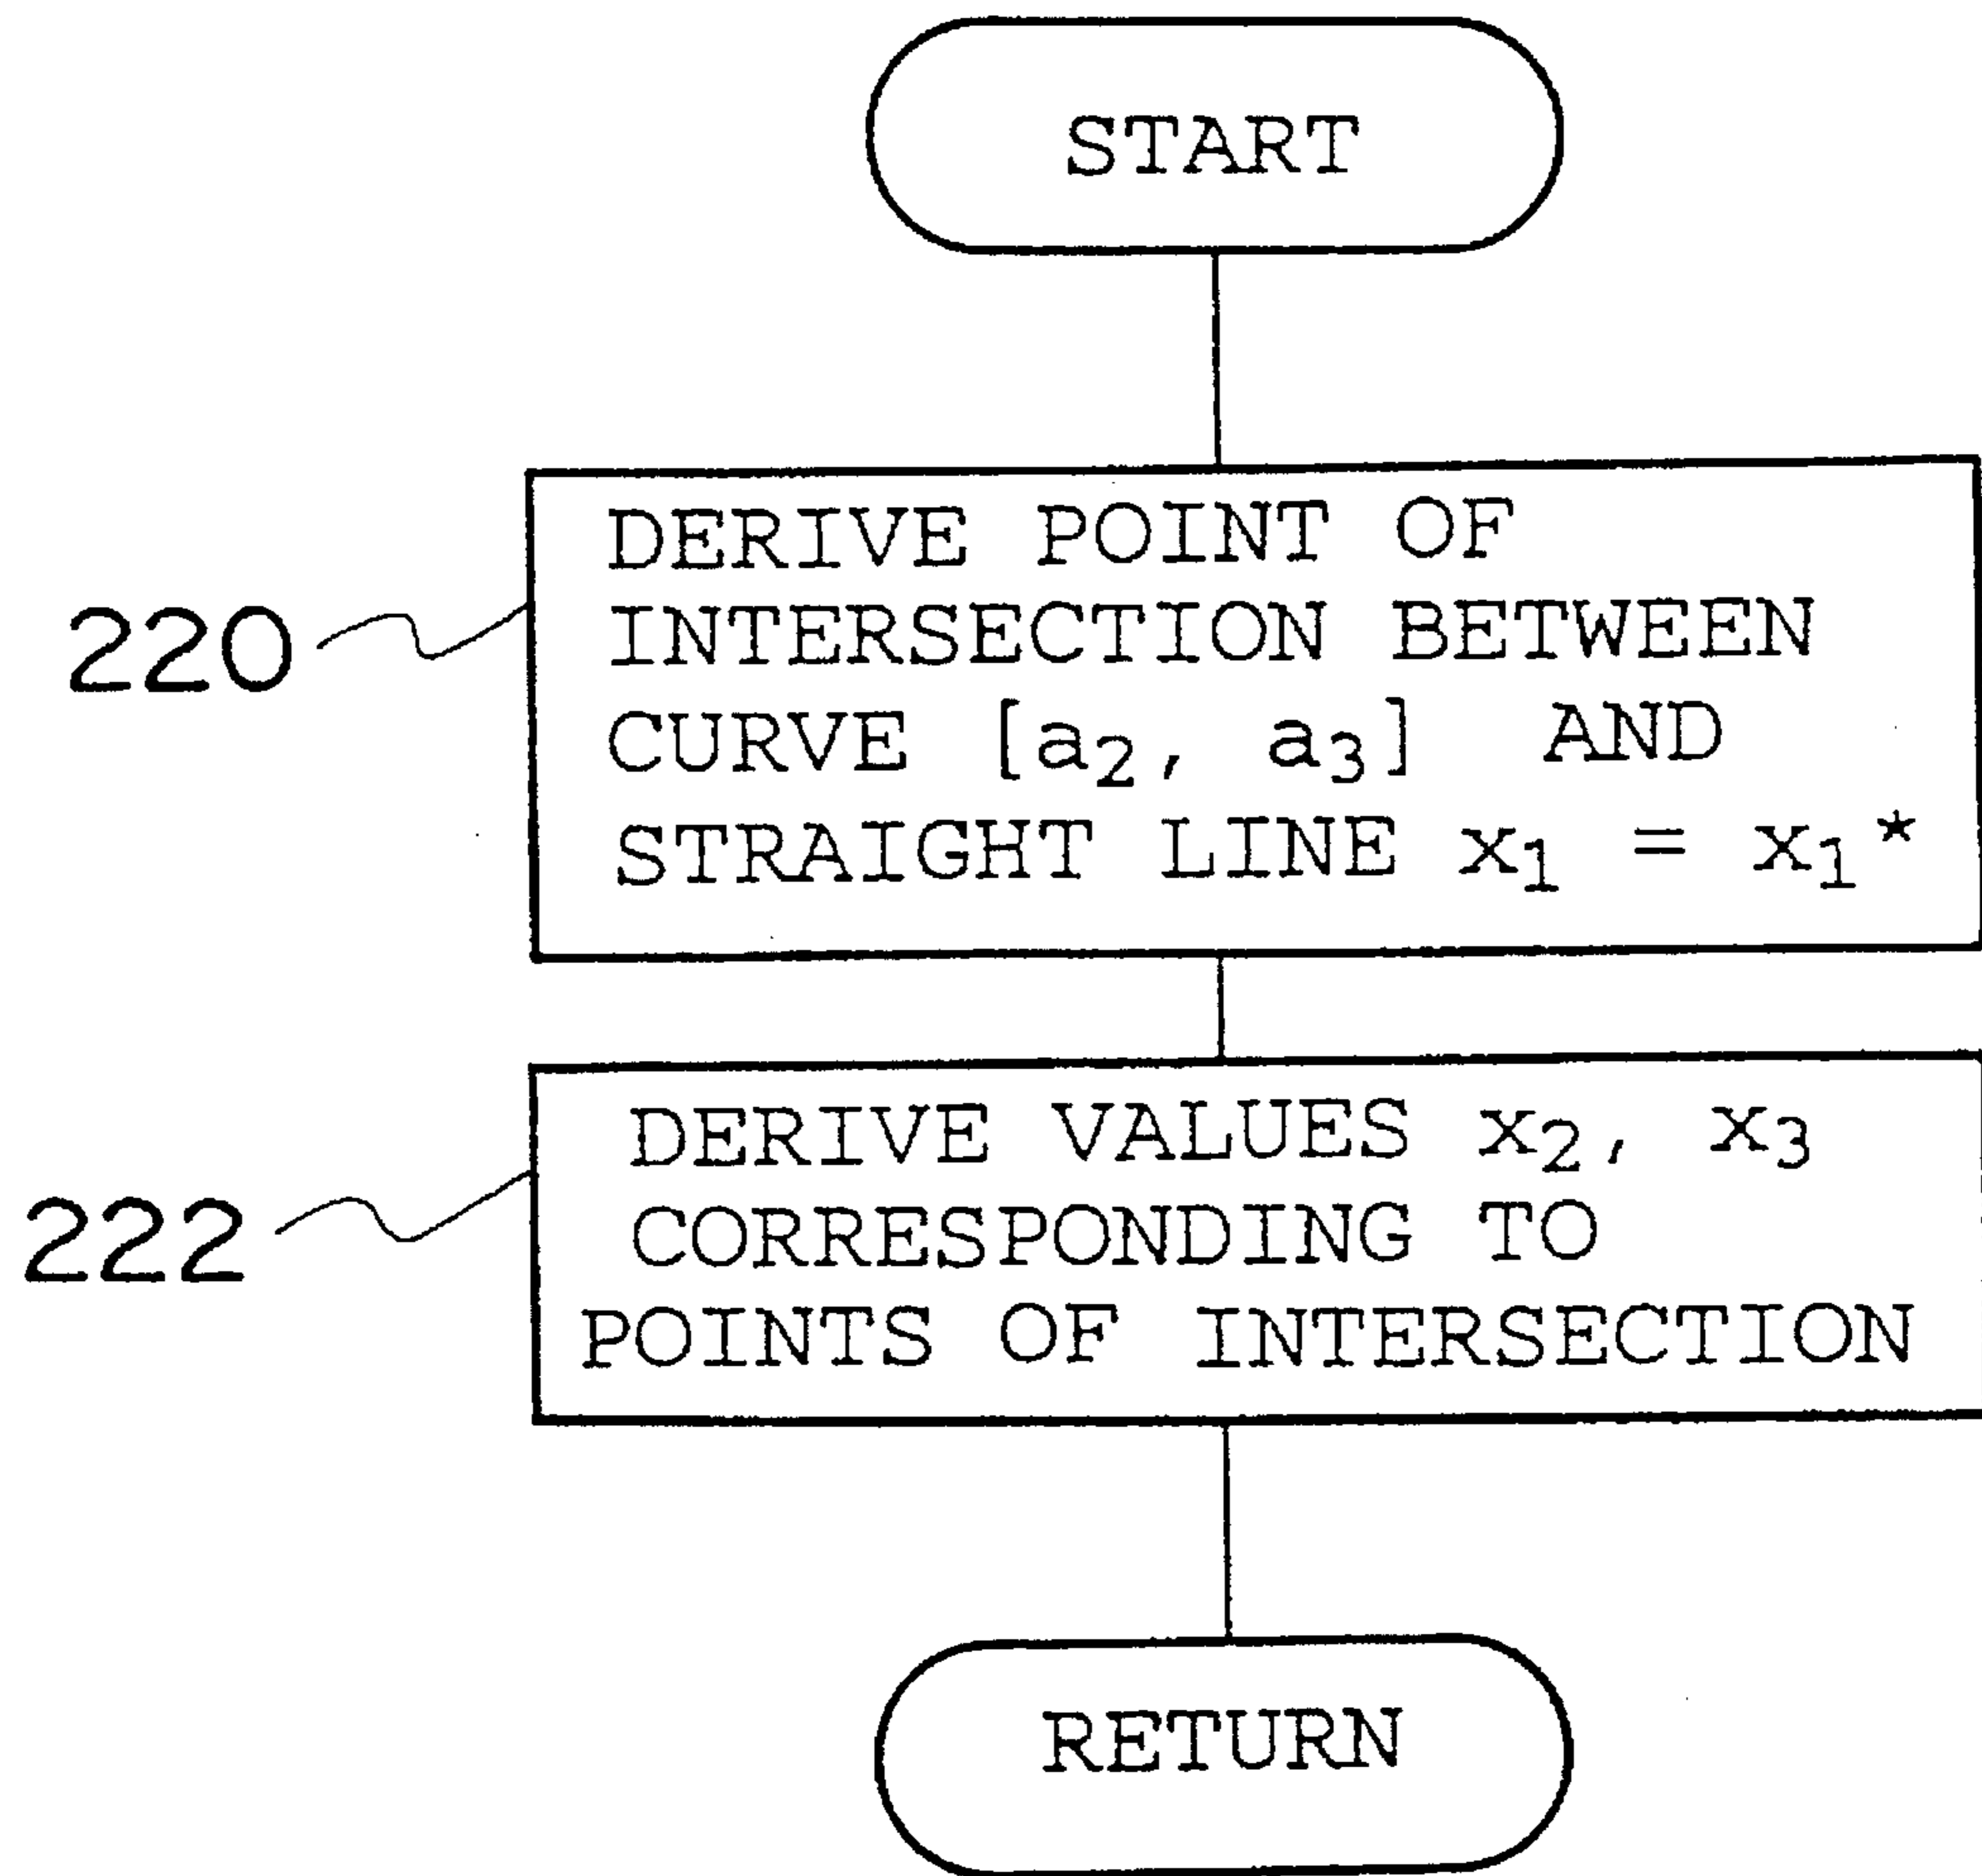 START
DERIVE POINT OF
INTERSECTION BETWEEN
CURVE [a₂, a₃] AND
220
STRAIGHT LINE x₁ = x₁*
DERIVE VALUES x₂, x₃
222
CORRESPONDING TO
POINTS OF INTERSECTION
RETURN